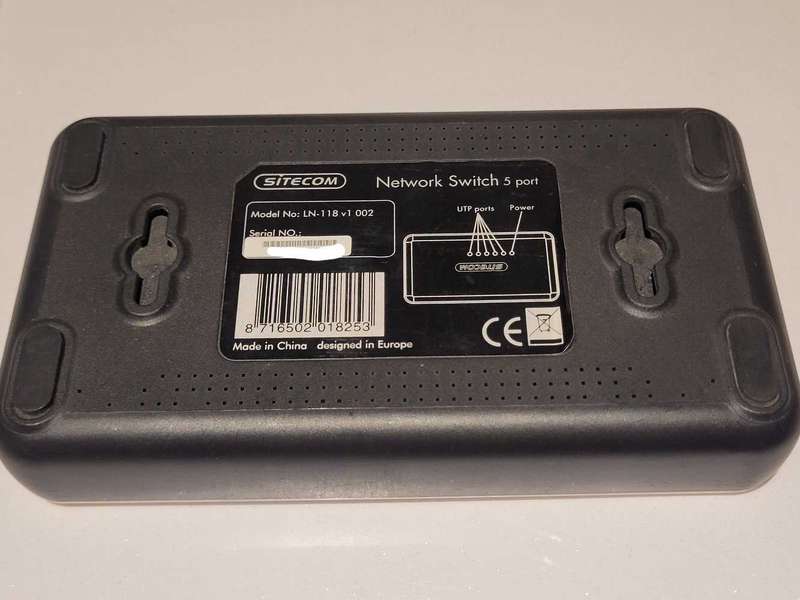 SITECOM
Network Switch 5 port
Model No: LN-118 v1 002
Serial NO.:
UTP ports Power
SITECOM
8 716502 018253
CE
Made in China designed in Europe